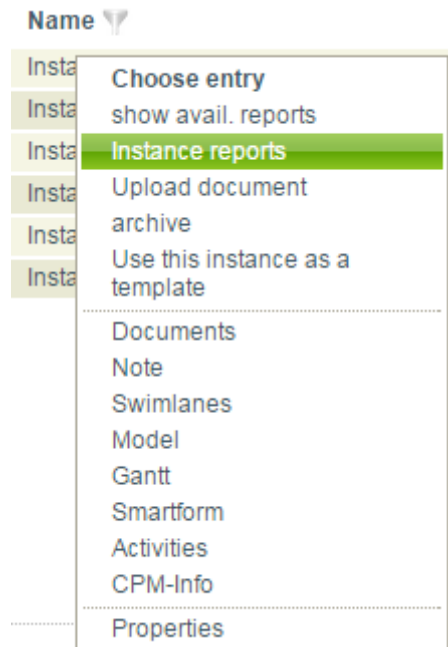 Name
Insta
Choose entry
Insta
show avail. reports
Insta
Instance reports
Insta
Upload document
Insta
archive
Insta
Use this instance as a
template
Documents
Note
Swimlanes
Model
Gantt
Smartform
Activities
CPM-Info
Properties